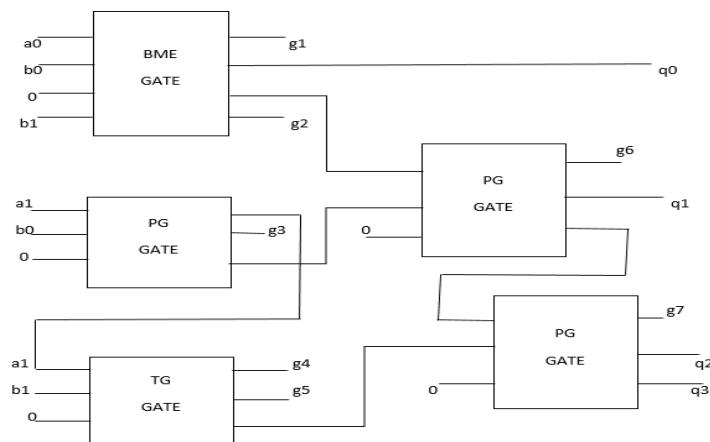 a0
b0
0
b1
BME
GATE
g1
q0
g2
a1
b0
0
PG
GATE
g3
0
PG
GATE
g6
q1
a1
b1
0
TG
GATE
g4
g5
0
PG
GATE
g7
q2
q3